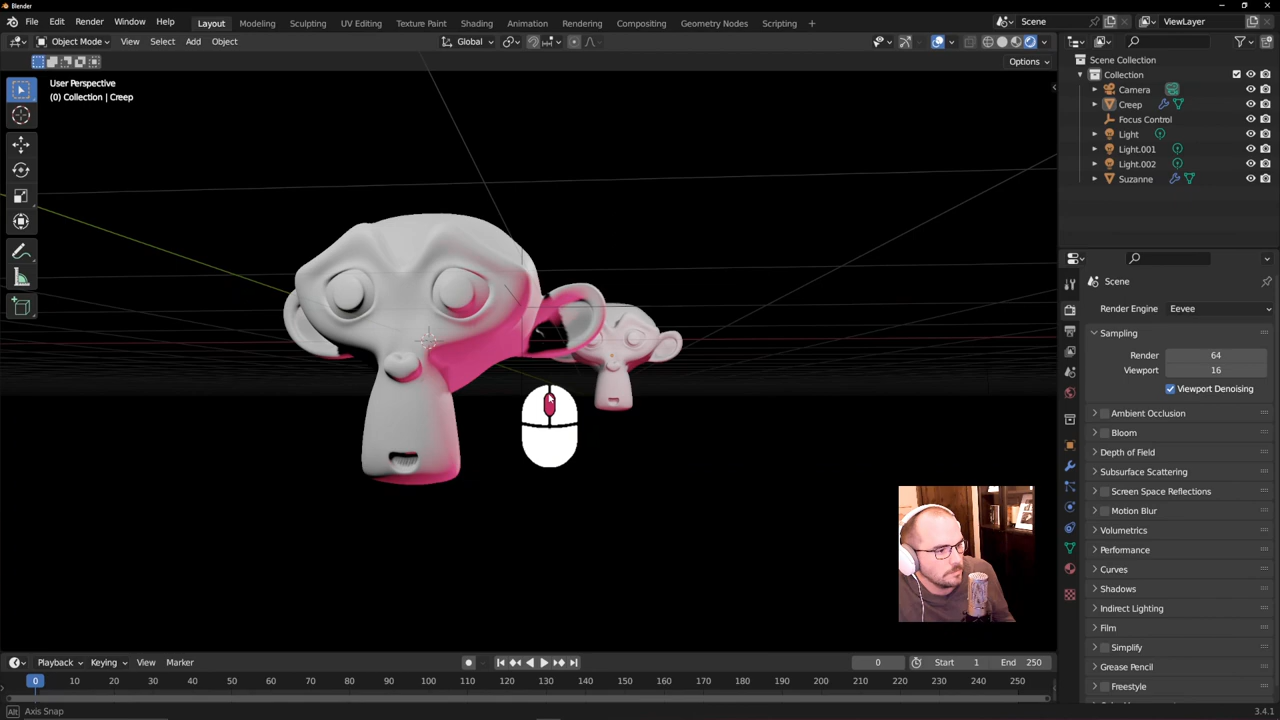 Blender
File Edit Render Window Help
Layout Modeling Sculpting UV Editing Texture Paint Shading Animation Rendering Compositing Geometry Nodes Scripting +
Scene
ViewLayer
Object Mode View Select Add Object
Global
Options
User Perspective
(0) Collection | Creep
Scene Collection
Collection
Camera
Creep
Focus Control
Light
Light.001
Light.002
Suzanne
Scene
Render Engine Eevee
Sampling
Render 64
Viewport 16
Viewport Denoising
Ambient Occlusion
Bloom
Depth of Field
Subsurface Scattering
Screen Space Reflections
Motion Blur
Volumetrics
Performance
Curves
Shadows
Indirect Lighting
Film
Simplify
Grease Pencil
Freestyle
Playback Keying View Marker
0 Start 1 End 250
0 10 20 30 40 50 60 70 80 90 100 110 120 130 140 150 160 170 180 190 200 210 220 230 240 250
Alt Axis Snap
3.4.1